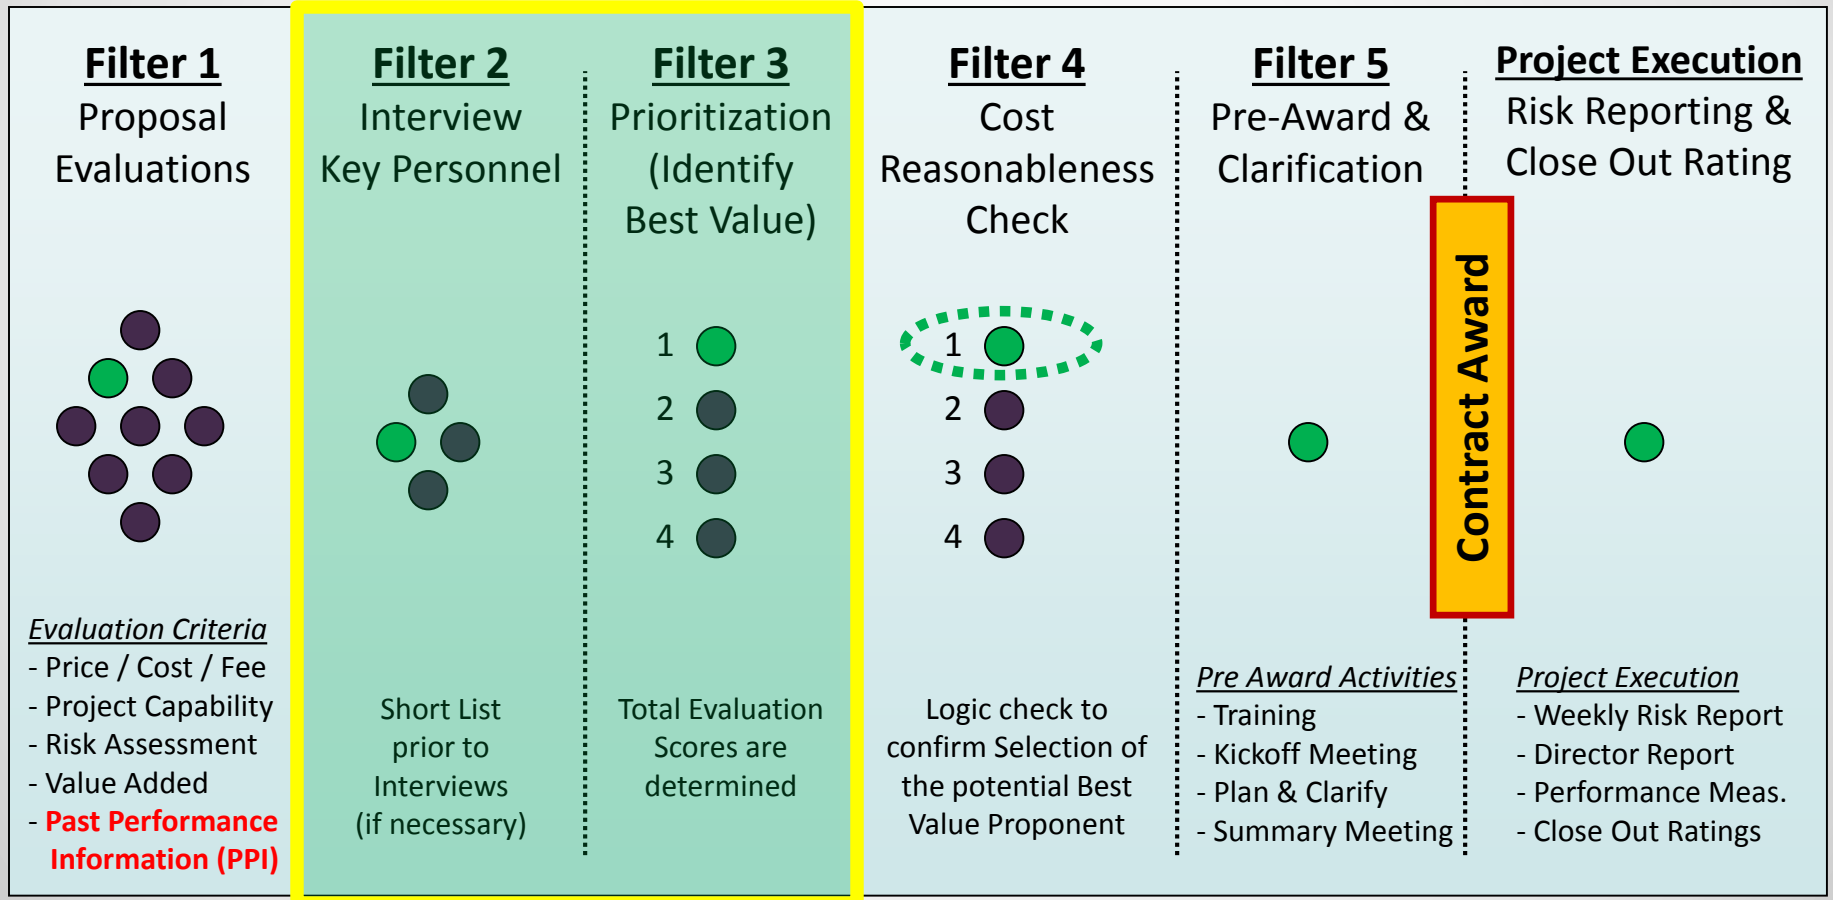 Filter 1
Proposal
Evaluations
Evaluation Criteria
- Price / Cost / Fee
- Project Capability
- Risk Assessment
- Value Added
- Past Performance
Information (PPI)
Filter 2
Interview
Key Personnel
Short List
prior to
Interviews
(if necessary)
Filter 3
Prioritization
(Identify
Best Value)
1
2
3
4
Total Evaluation
Scores are
determined
Filter 4
Cost
Reasonableness
Check
1
2
3
4
Logic check to
confirm Selection of
the potential Best
Value Proponent
Filter 5
Pre-Award &
Clarification
Pre Award Activities
- Training
- Kickoff Meeting
- Plan & Clarify
- Summary Meeting
Contract Award
Project Execution
Risk Reporting &
Close Out Rating
Project Execution
- Weekly Risk Report
- Director Report
- Performance Meas.
- Close Out Ratings